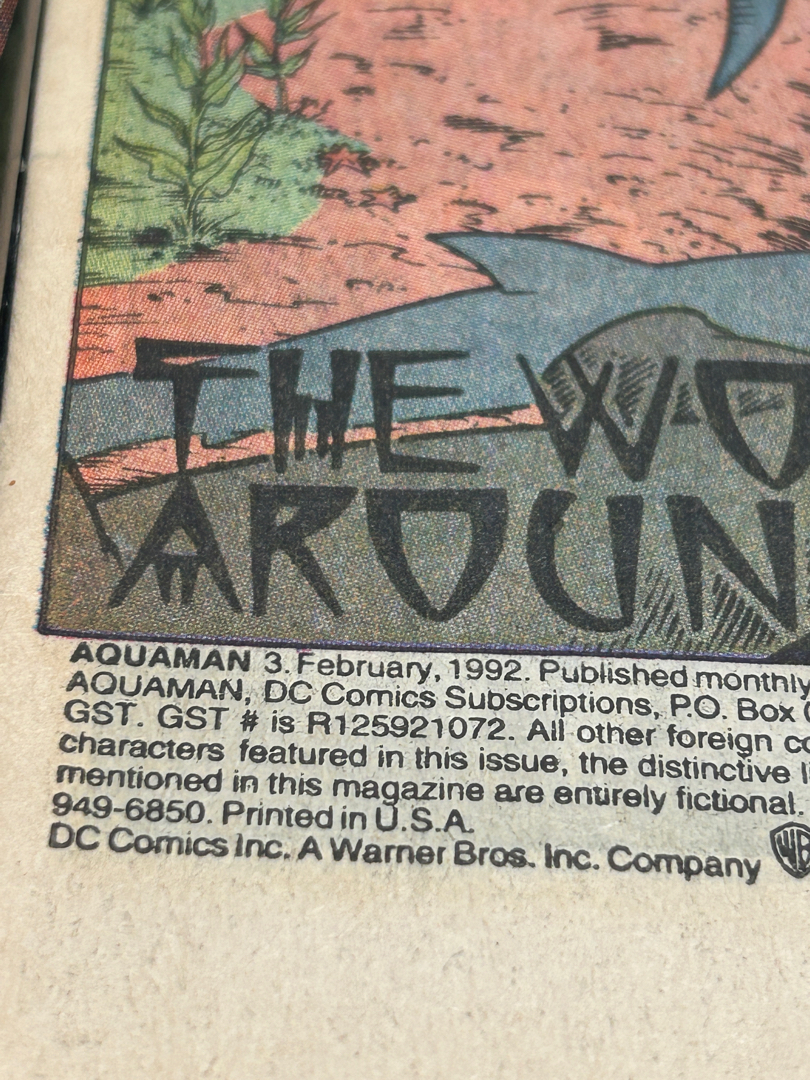 THE WO
AROUN
AQUAMAN 3. February, 1992. Published monthly
AQUAMAN, DC Comics Subscriptions, P.O. Box
GST. GST # is R125921072. All other foreign co
characters featured in this issue, the distinctive li
mentioned in this magazine are entirely fictional.
949-6850. Printed in U.S.A.
DC Comics Inc. A Warner Bros. Inc. Company